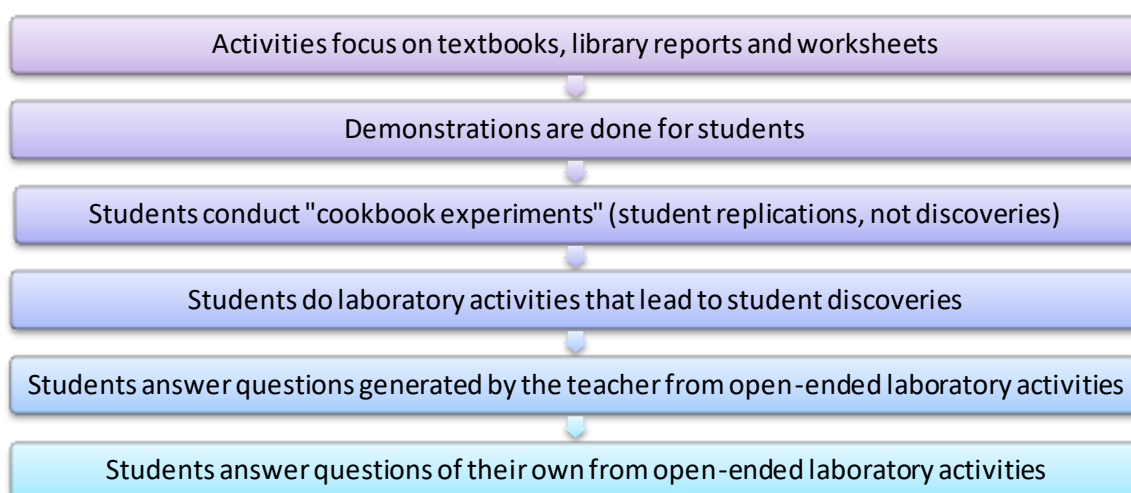 Activities focus on textbooks, library reports and worksheets
Demonstrations are done for students
Students conduct "cookbook experiments" (student replications, not discoveries)
Students do laboratory activities that lead to student discoveries
Students answer questions generated by the teacher from open-ended laboratory activities
Students answer questions of their own from open-ended laboratory activities